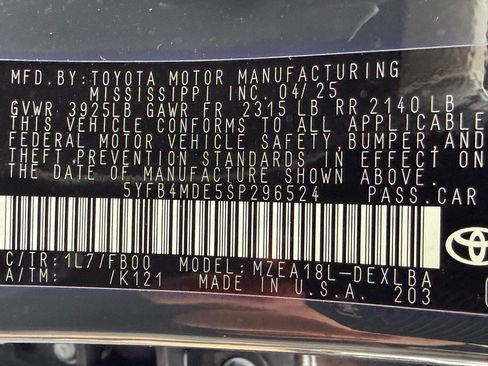 MFD.BY:TOYOTA MOTOR MANUFACTURING
MISSISSIPPI INC. 04/25
GVWR 3925LB GAWR FR 2315 LB RR 2140 LB
THIS VEHICLE CONFORMS TO ALL APPLICABLE
FEDERAL MOTOR VEHICLE SAFETY,BUMPER,AND
THEFT PREVENTION STANDARDS IN EFFECT ON
THE DATE OF MANUFACTURE SHOWN ABOVE.
5YFB4MDE5SP296524 PASS.CAR
C/TR:1L7/FB00 MODEL:MZEA18L-DEXLBA
A/TM: /K121 MADE IN U.S.A. 203
TOYOTA